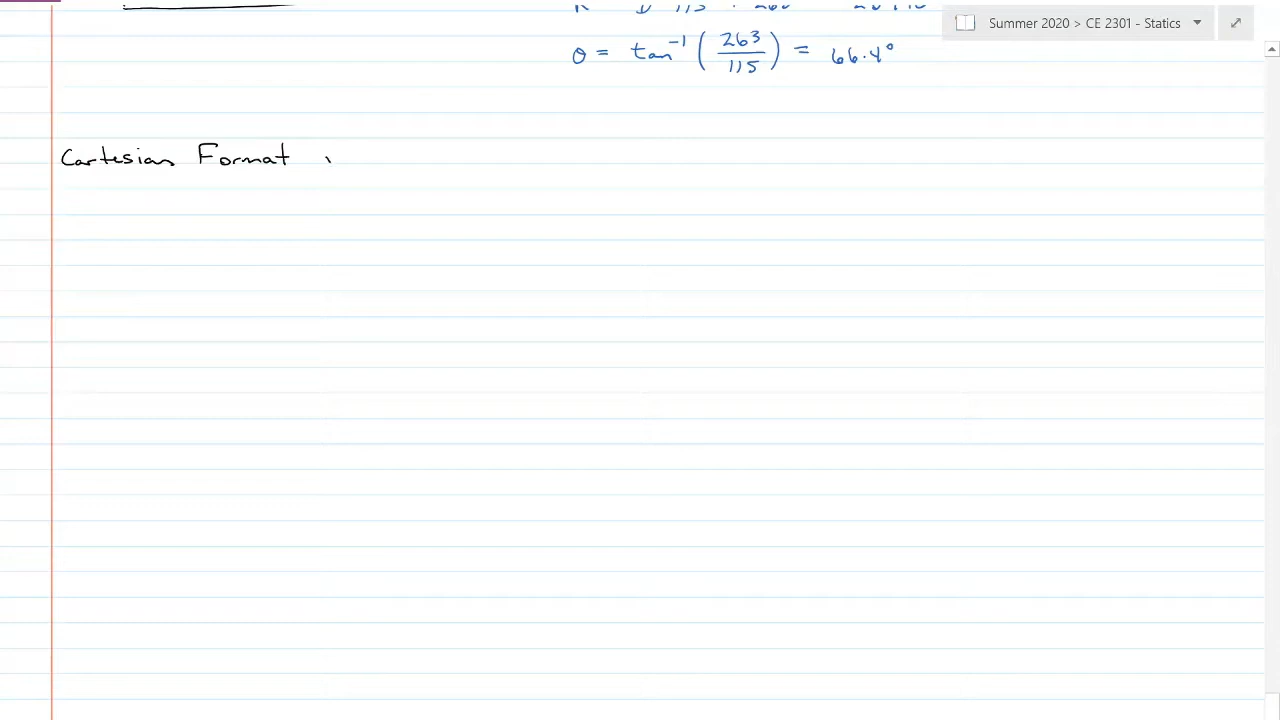 Summer 2020 > CE 2301 - Statics
θ = tan⁻¹ ( 263 / 115 ) = 66.4°
Cartesian Format